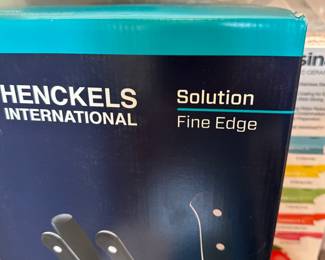 HENCKELS
INTERNATIONAL
Solution
Fine Edge